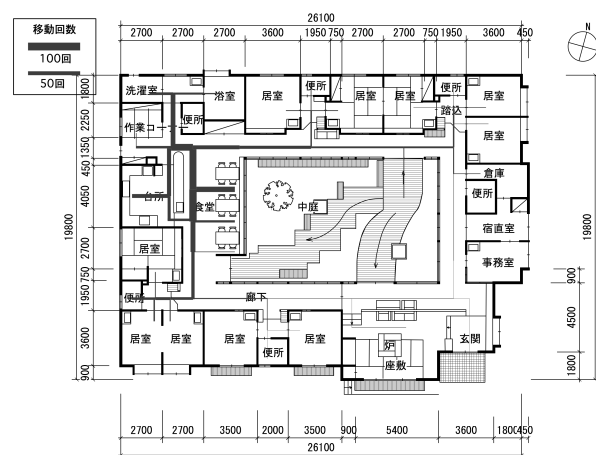 移動回数
100回
50回
26100
2700
2700
2700
3600
1950
750
2700
2700
750
1950
3600
450
N
1800
2250
1350
450
4050
2700
750
1950
3600
900
19800
洗濯室
浴室
居室
便所
居室
居室
便所
居室
踏込
作業コーナー
便所
居室
台所
食堂
中庭
倉庫
便所
宿直室
居室
事務室
便所
廊下
居室
居室
居室
便所
居室
炉
座敷
玄関
19800
900
4500
1800
2700
2700
3500
2000
3500
900
5400
3600
1800
450
26100